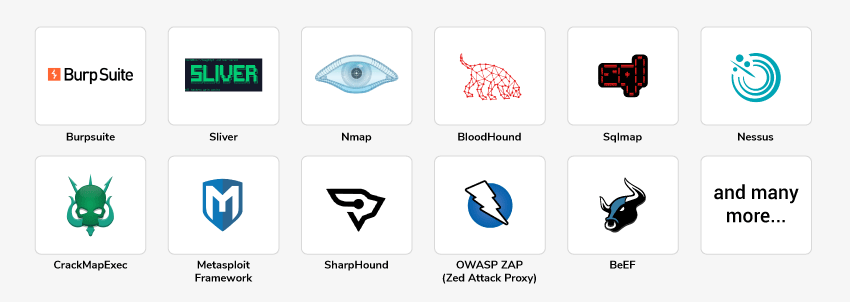 BurpSuite
SLIVER
Burpsuite
Sliver
Nmap
BloodHound
Sqlmap
Nessus
and many
more...
CrackMapExec
Metasploit
Framework
SharpHound
OWASP ZAP
(Zed Attack Proxy)
BeEF